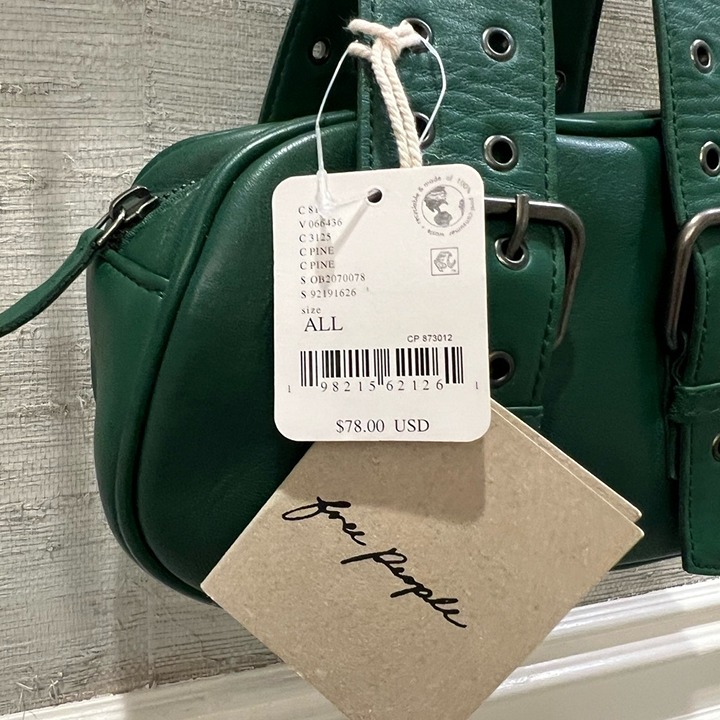 C 81
V 066436
C 3125
C PINE
C PINE
S OB2070078
S 92191626
size
ALL
CP 873012
1 98215 62126 1
$78.00 USD
free people